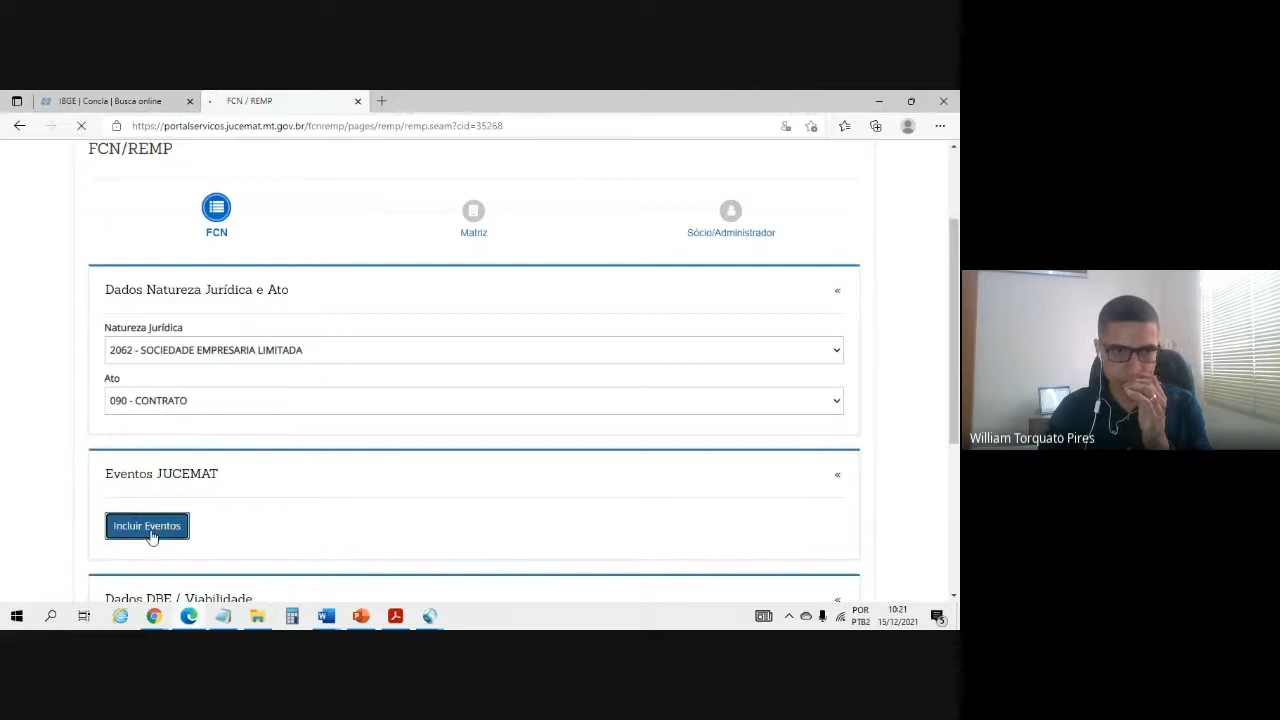 IBGE | Concla | Busca online
FCN / REMP
https://portalservicos.jucemat.mt.gov.br/fcnremp/pages/remp/remp.seam?cid=35268
FCN/REMP
FCN
Matriz
Sócio/Administrador
Dados Natureza Jurídica e Ato
Natureza Jurídica
2062 - SOCIEDADE EMPRESARIA LIMITADA
Ato
090 - CONTRATO
Eventos JUCEMAT
Incluir Eventos
Dados DBE / Viabilidade
William Torquato Pires
POR
PTB2
10:21
15/12/2021
5